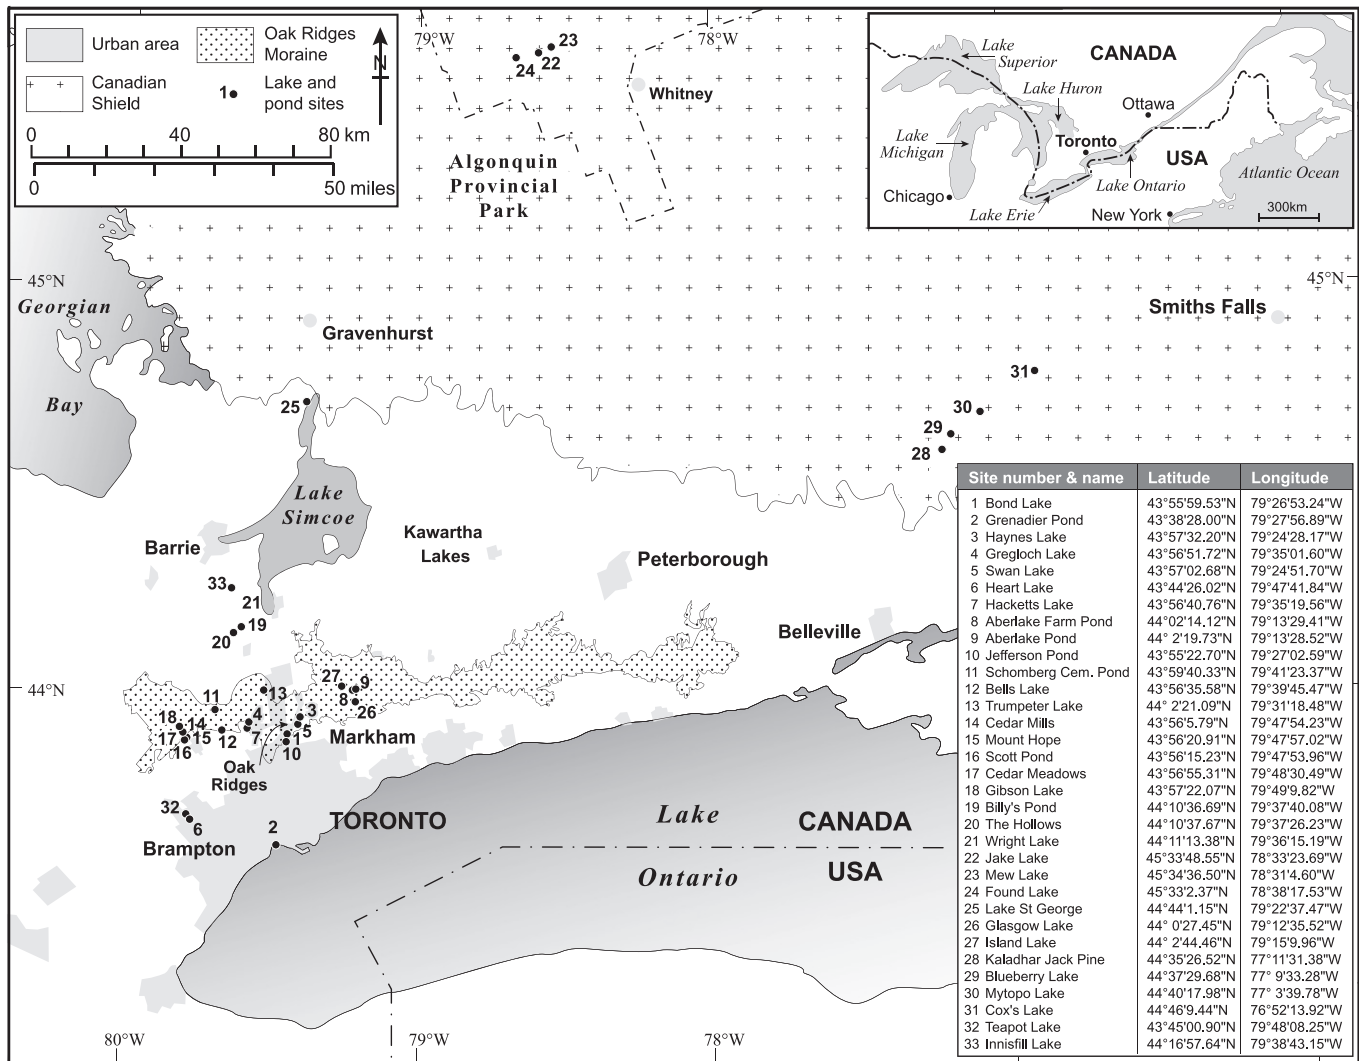 Urban area
Oak Ridges
Moraine
Canadian
Shield
1
Lake and
pond sites
N
0 40 80 km
0 50 miles
79°W
78°W
23
22
24
Whitney
Algonquin
Provincial
Park
Lake
Superior
CANADA
Lake Huron
Ottawa
Lake
Michigan
Toronto
USA
Chicago
Lake Erie
Lake Ontario
Atlantic Ocean
New York
300km
45°N
45°N
Georgian
Bay
Gravenhurst
Smiths Falls
31
30
29
28
25
Lake
Simcoe
Barrie
Kawartha
Lakes
Peterborough
33
21
19
20
Belleville
44°N
27
9
8
26
13
11
18
14
4
3
17
15
12
7
5
1
16
10
Markham
Oak
Ridges
32
6
Brampton
2
TORONTO
Lake
Ontario
CANADA
USA
80°W
79°W
78°W
Site number & name Latitude Longitude
1 Bond Lake 43°55'59.53"N 79°26'53.24"W
2 Grenadier Pond 43°38'28.00"N 79°27'56.89"W
3 Haynes Lake 43°57'32.20"N 79°24'28.17"W
4 Gregloch Lake 43°56'51.72"N 79°35'01.60"W
5 Swan Lake 43°57'02.68"N 79°24'51.70"W
6 Heart Lake 43°44'26.02"N 79°47'41.84"W
7 Hacketts Lake 43°56'40.76"N 79°35'19.56"W
8 Aberlake Farm Pond 44°02'14.12"N 79°13'29.41"W
9 Aberlake Pond 44° 2'19.73"N 79°13'28.52"W
10 Jefferson Pond 43°55'22.70"N 79°27'02.59"W
11 Schomberg Cem. Pond 43°59'40.33"N 79°41'23.37"W
12 Bells Lake 43°56'35.58"N 79°39'45.47"W
13 Trumpeter Lake 44° 2'21.09"N 79°31'18.48"W
14 Cedar Mills 43°56'5.79"N 79°47'54.23"W
15 Mount Hope 43°56'20.91"N 79°47'57.02"W
16 Scott Pond 43°56'15.23"N 79°47'53.96"W
17 Cedar Meadows 43°56'55.31"N 79°48'30.49"W
18 Gibson Lake 43°57'22.07"N 79°49'9.82"W
19 Billy's Pond 44°10'36.69"N 79°37'40.08"W
20 The Hollows 44°10'37.67"N 79°37'26.23"W
21 Wright Lake 44°11'13.38"N 79°36'15.19"W
22 Jake Lake 45°33'48.55"N 78°33'23.69"W
23 Mew Lake 45°34'36.50"N 78°31'4.60"W
24 Found Lake 45°33'2.37"N 78°38'17.53"W
25 Lake St George 44°44'1.15"N 79°22'37.47"W
26 Glasgow Lake 44° 0'27.45"N 79°12'35.52"W
27 Island Lake 44° 2'44.46"N 79°15'9.96"W
28 Kaladhar Jack Pine 44°35'26.52"N 77°11'31.38"W
29 Blueberry Lake 44°37'29.68"N 77° 9'33.28"W
30 Mytopo Lake 44°40'17.98"N 77° 3'39.78"W
31 Cox's Lake 44°46'9.44"N 76°52'13.92"W
32 Teapot Lake 43°45'00.90"N 79°48'08.25"W
33 Innisfill Lake 44°16'57.64"N 79°38'43.15"W